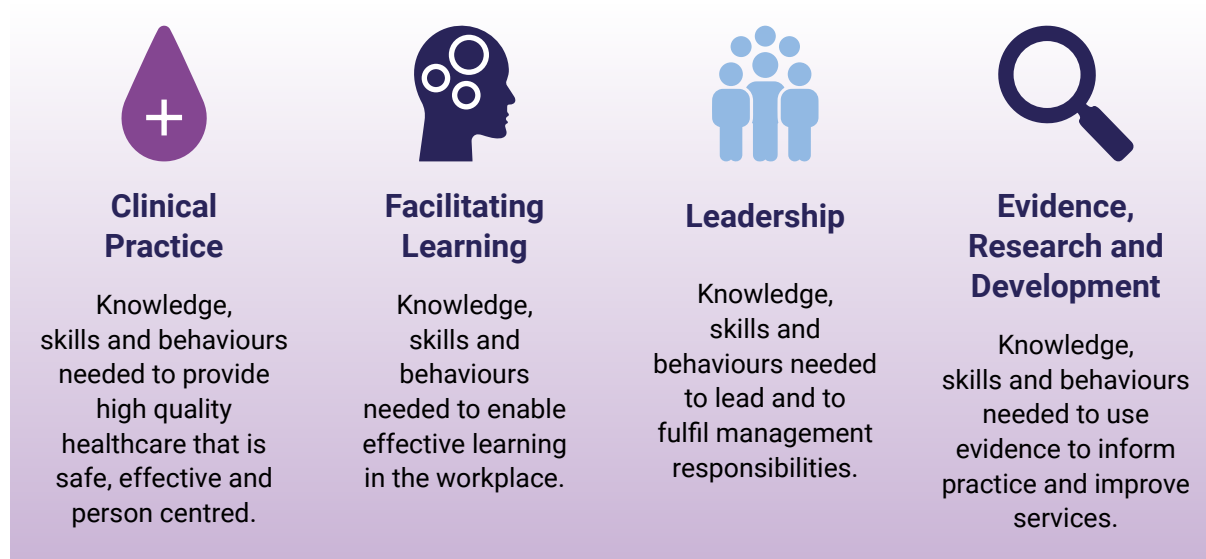 Clinical
Practice
Knowledge,
skills and behaviours
needed to provide
high quality
healthcare that is
safe, effective and
person centred.
Facilitating
Learning
Knowledge,
skills and
behaviours
needed to enable
effective learning
in the workplace.
Leadership
Knowledge,
skills and
behaviours needed
to lead and to
fulfil management
responsibilities.
Evidence,
Research and
Development
Knowledge,
skills and behaviours
needed to use
evidence to inform
practice and improve
services.